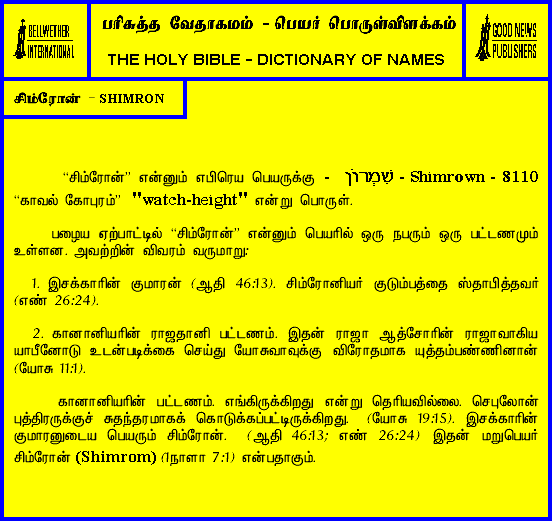 BELLWETHER
INTERNATIONAL
பரிசுத்த வேதாகமம் - பெயர் பொருள்விளக்கம்
THE HOLY BIBLE - DICTIONARY OF NAMES
GOOD NEWS
PUBLISHERS
சிம்ரோன் - SHIMRON
“சிம்ரோன்” என்னும் எபிரெய பெயருக்கு - שִׁמְרוֹן - Shimrown - 8110
“காவல் கோபுரம்” "watch-height" என்று பொருள்.
பழைய ஏற்பாட்டில் “சிம்ரோன்” என்னும் பெயரில் ஒரு நபரும் ஒரு பட்டணமும்
உள்ளன. அவற்றின் விவரம் வருமாறு:
1. இசக்காரின் குமாரன் (ஆதி 46:13). சிம்ரோனியர் குடும்பத்தை ஸ்தாபித்தவர்
(எண் 26:24).
2. கானானியரின் ராஜதானி பட்டணம். இதன் ராஜா ஆத்சோரின் ராஜாவாகிய
யாபீனோடு உடன்படிக்கை செய்து யோசுவாவுக்கு விரோதமாக யுத்தம்பண்ணினான்
(யோசு 11:1).
கானானியரின் பட்டணம். எங்கிருக்கிறது என்று தெரியவில்லை. செபுலோன்
புத்திரருக்குச் சுதந்தரமாகக் கொடுக்கப்பட்டிருக்கிறது. (யோசு 19:15). இசக்காரின்
குமாரனுடைய பெயரும் சிம்ரோன். (ஆதி 46:13; எண் 26:24) இதன் மறுபெயர்
சிம்ரோன் (Shimrom) (1நாளா 7:1) என்பதாகும்.